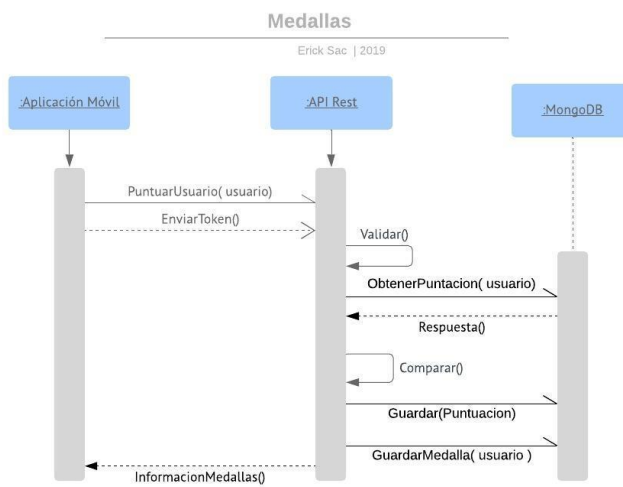 Medallas
Erick Sac | 2019
:Aplicación Móvil
:API Rest
:MongoDB
PuntuarUsuario( usuario)
EnviarToken()
Validar()
ObtenerPuntacion( usuario)
Respuesta()
Comparar()
Guardar(Puntuacion)
GuardarMedalla( usuario )
InformacionMedallas()